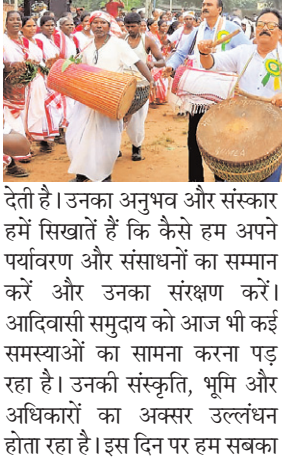 देती है। उनका अनुभव और संस्कार
हमें सिखातें हैं कि कैसे हम अपने
पर्यावरण और संसाधनों का सम्मान
करें और उनका संरक्षण करें।
आदिवासी समुदाय को आज भी कई
समस्याओं का सामना करना पड़
रहा है। उनकी संस्कृति, भूमि और
अधिकारों का अक्सर उल्लंधन
होता रहा है। इस दिन पर हम सबका